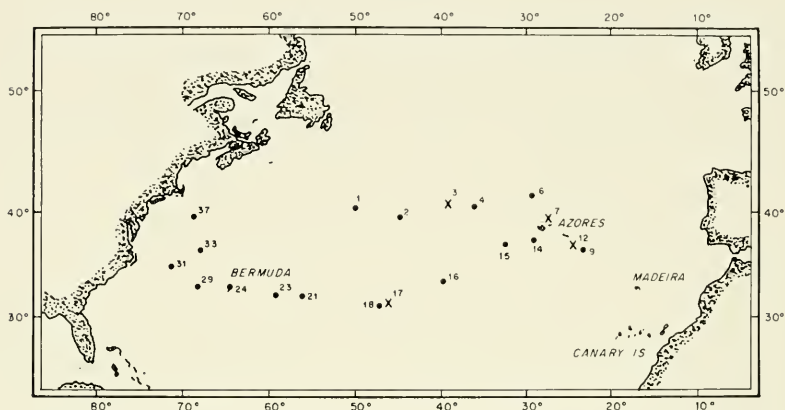 80° 70° 60° 50° 40° 30° 20° 10°
50° 50°
1 2 3 4 6
37 7
40° AZORES 40°
33 12
15 14 9
31
BERMUDA
29 24 23 21 16 MADEIRA
18 17
30° 30°
CANARY IS
80° 70° 60° 50° 40° 30° 20° 10°